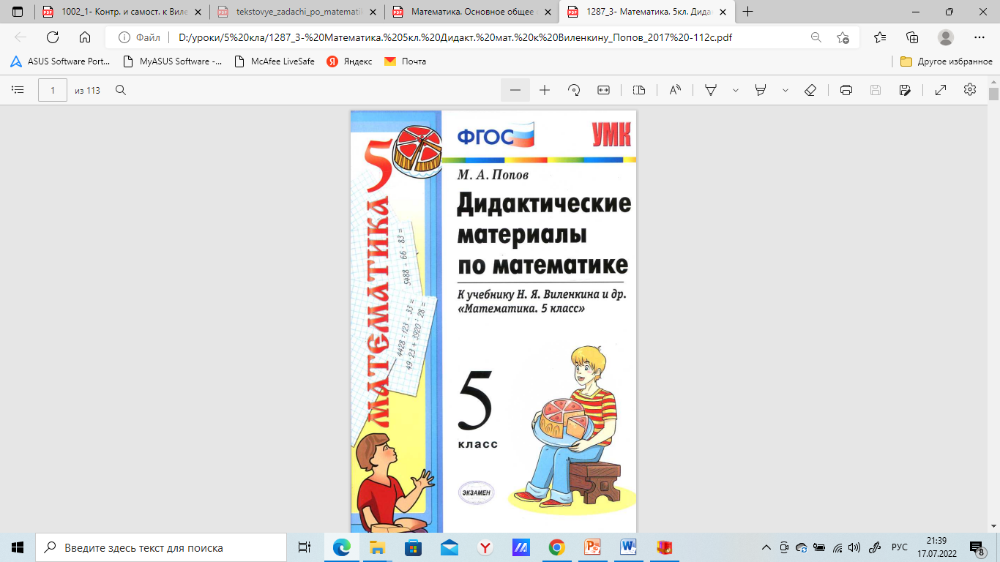 1002_1- Контр. и самост. к Виле
tekstovye_zadachi_po_matemati
Математика. Основное общее
1287_3- Математика. 5кл. Дида
Файл
D:/уроки/5%20кла/1287_3-%20Математика.%205кл.%20Дидакт.%20мат.%20к%20Виленкину_Попов_2017%20-112с.pdf
ASUS Software Port...
MyASUS Software -...
McAfee LiveSafe
Яндекс
Почта
Другое избранное
1
из 113
МАТЕМАТИКА 5
5488 - 66 · 83 =
4428 : 123 - 33 =
49 · 23 + 3920 : 28 =
ФГОС
УМК
М. А. Попов
Дидактические
материалы
по математике
К учебнику Н. Я. Виленкина и др.
«Математика. 5 класс»
5
класс
ЭКЗАМЕН
Введите здесь текст для поиска
РУС
21:39
17.07.2022
8